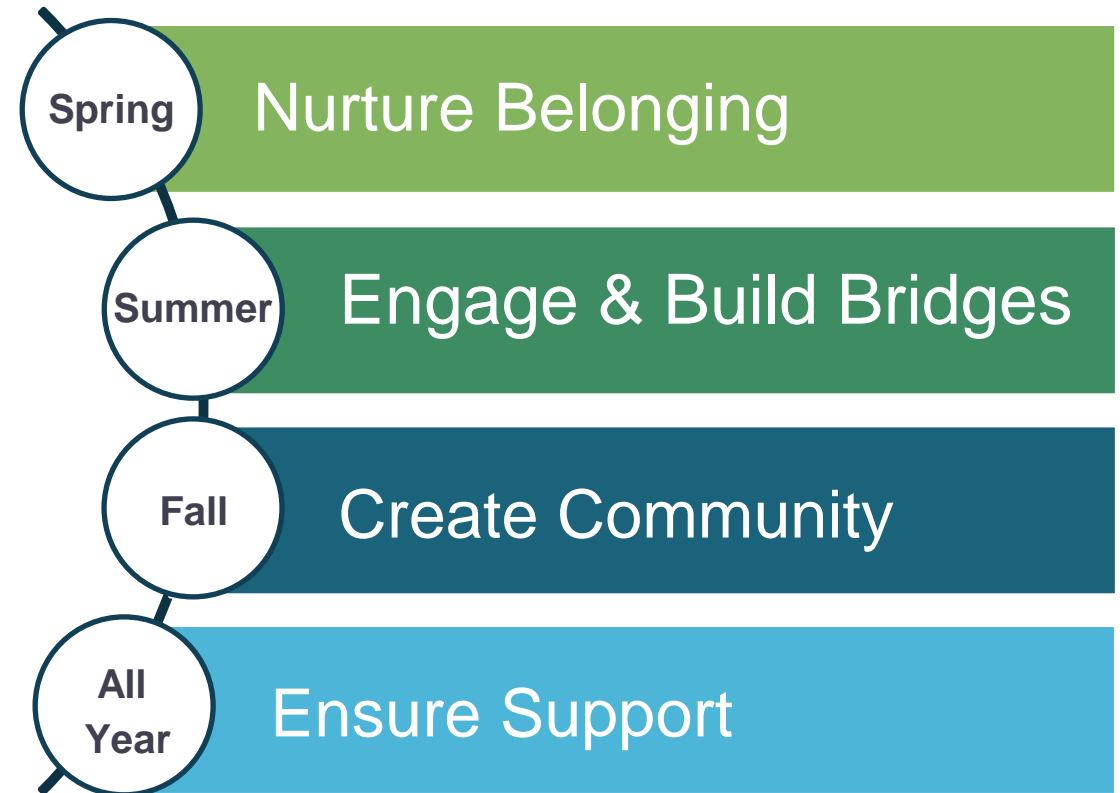 Spring
Nurture Belonging
Summer
Engage & Build Bridges
Fall
Create Community
All
Year
Ensure Support